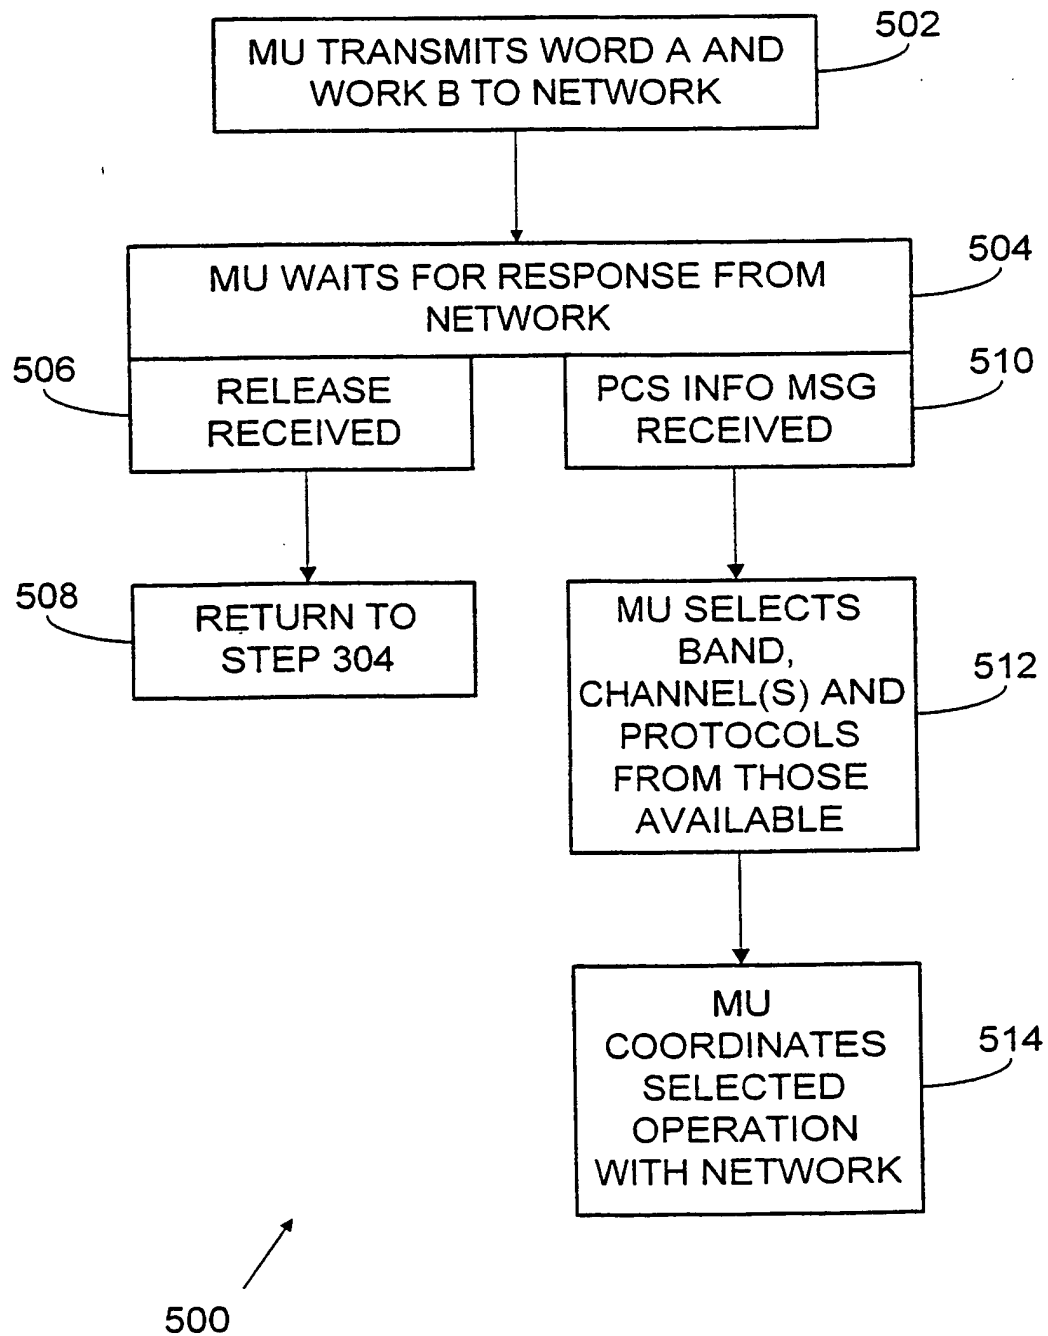 502
MU TRANSMITS WORD A AND
WORK B TO NETWORK
504
MU WAITS FOR RESPONSE FROM
NETWORK
506
RELEASE
RECEIVED
510
PCS INFO MSG
RECEIVED
508
RETURN TO
STEP 304
512
MU SELECTS
BAND,
CHANNEL(S) AND
PROTOCOLS
FROM THOSE
AVAILABLE
514
MU
COORDINATES
SELECTED
OPERATION
WITH NETWORK
500